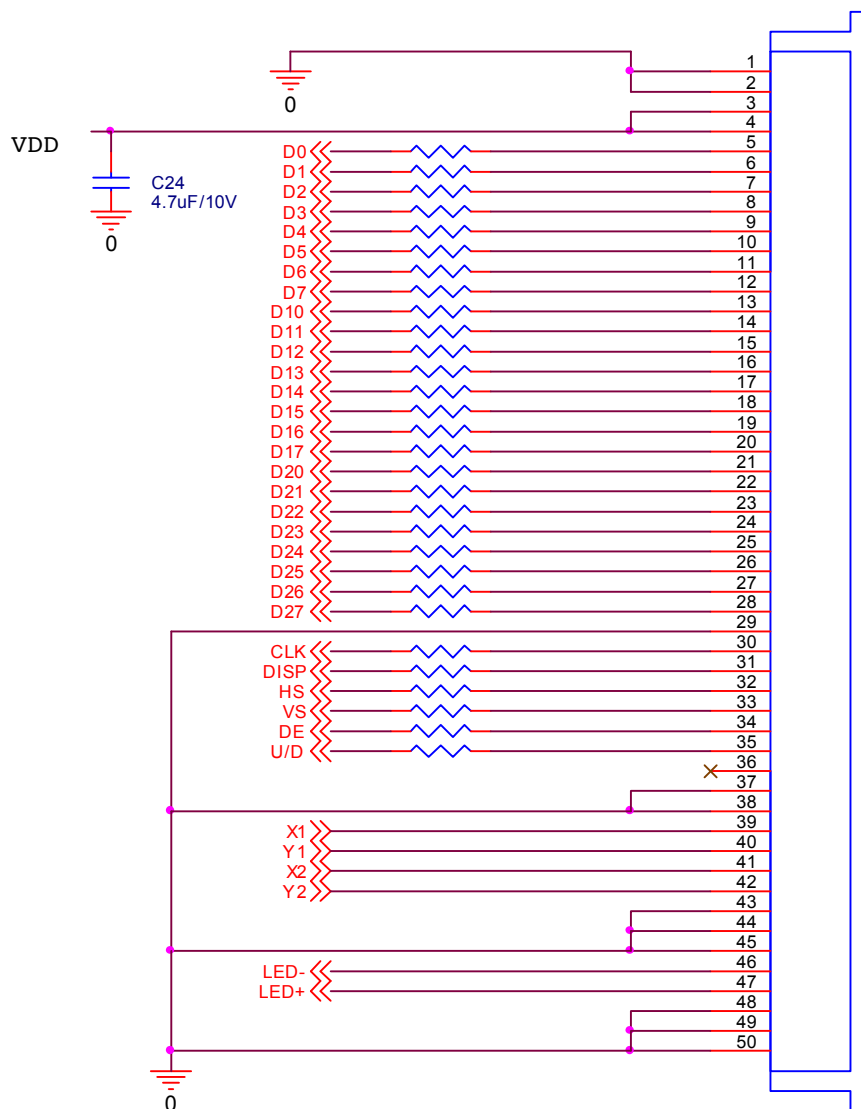 1
2
0
3
4
VDD
D0 5
D1 6
C24
D2 7
4.7uF/10V
D3 8
D4 9
0
D5 10
D6 11
D7 12
D10 13
D11 14
D12 15
D13 16
D14 17
D15 18
D16 19
D17 20
D20 21
D21 22
D22 23
D23 24
D24 25
D25 26
D26 27
D27 28
29
CLK 30
DISP 31
HS 32
VS 33
DE 34
U/D 35
36
37
38
X1 39
Y1 40
X2 41
Y2 42
43
44
45
LED- 46
LED+ 47
48
49
50
0